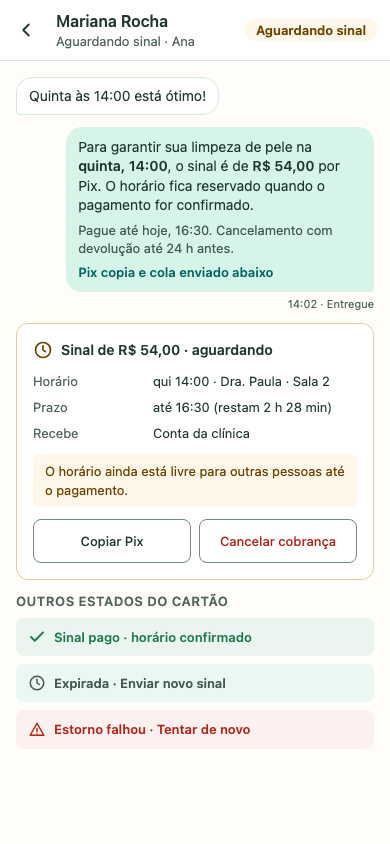 Mariana Rocha
Aguardando sinal · Ana
Aguardando sinal
Quinta às 14:00 está ótimo!
Para garantir sua limpeza de pele na
quinta, 14:00, o sinal é de R$ 54,00 por
Pix. O horário fica reservado quando o
pagamento for confirmado.
Pague até hoje, 16:30. Cancelamento com
devolução até 24 h antes.
Pix copia e cola enviado abaixo
14:02 · Entregue
Sinal de R$ 54,00 · aguardando
Horário qui 14:00 · Dra. Paula · Sala 2
Prazo até 16:30 (restam 2 h 28 min)
Recebe Conta da clínica
O horário ainda está livre para outras pessoas até
o pagamento.
Copiar Pix Cancelar cobrança
OUTROS ESTADOS DO CARTÃO
Sinal pago · horário confirmado
Expirada · Enviar novo sinal
Estorno falhou · Tentar de novo